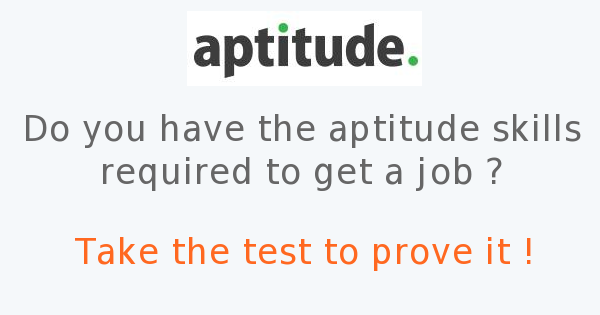 aptitude.
Do you have the aptitude skills
required to get a job ?
Take the test to prove it !